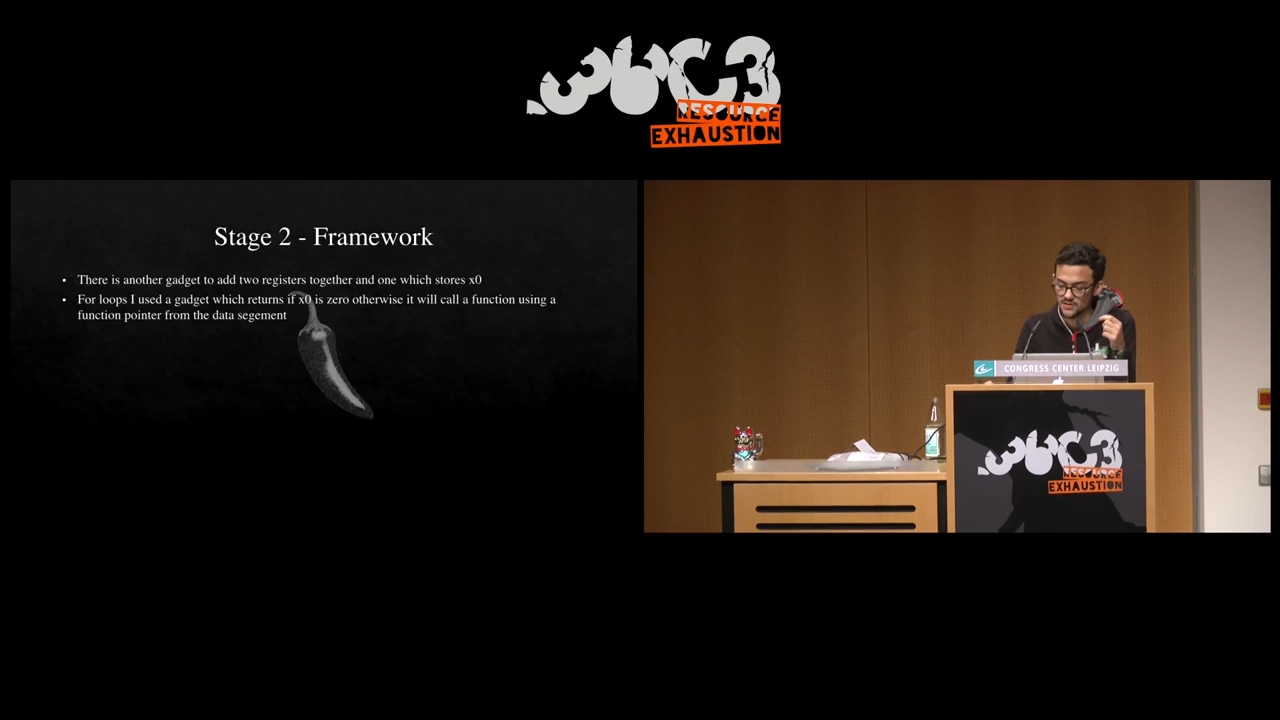 36C3
RESOURCE
EXHAUSTION
Stage 2 - Framework
• There is another gadget to add two registers together and one which stores x0
• For loops I used a gadget which returns if x0 is zero otherwise it will call a function using a
function pointer from the data segement
CONGRESS CENTER LEIPZIG
36C3
RESOURCE
EXHAUSTION